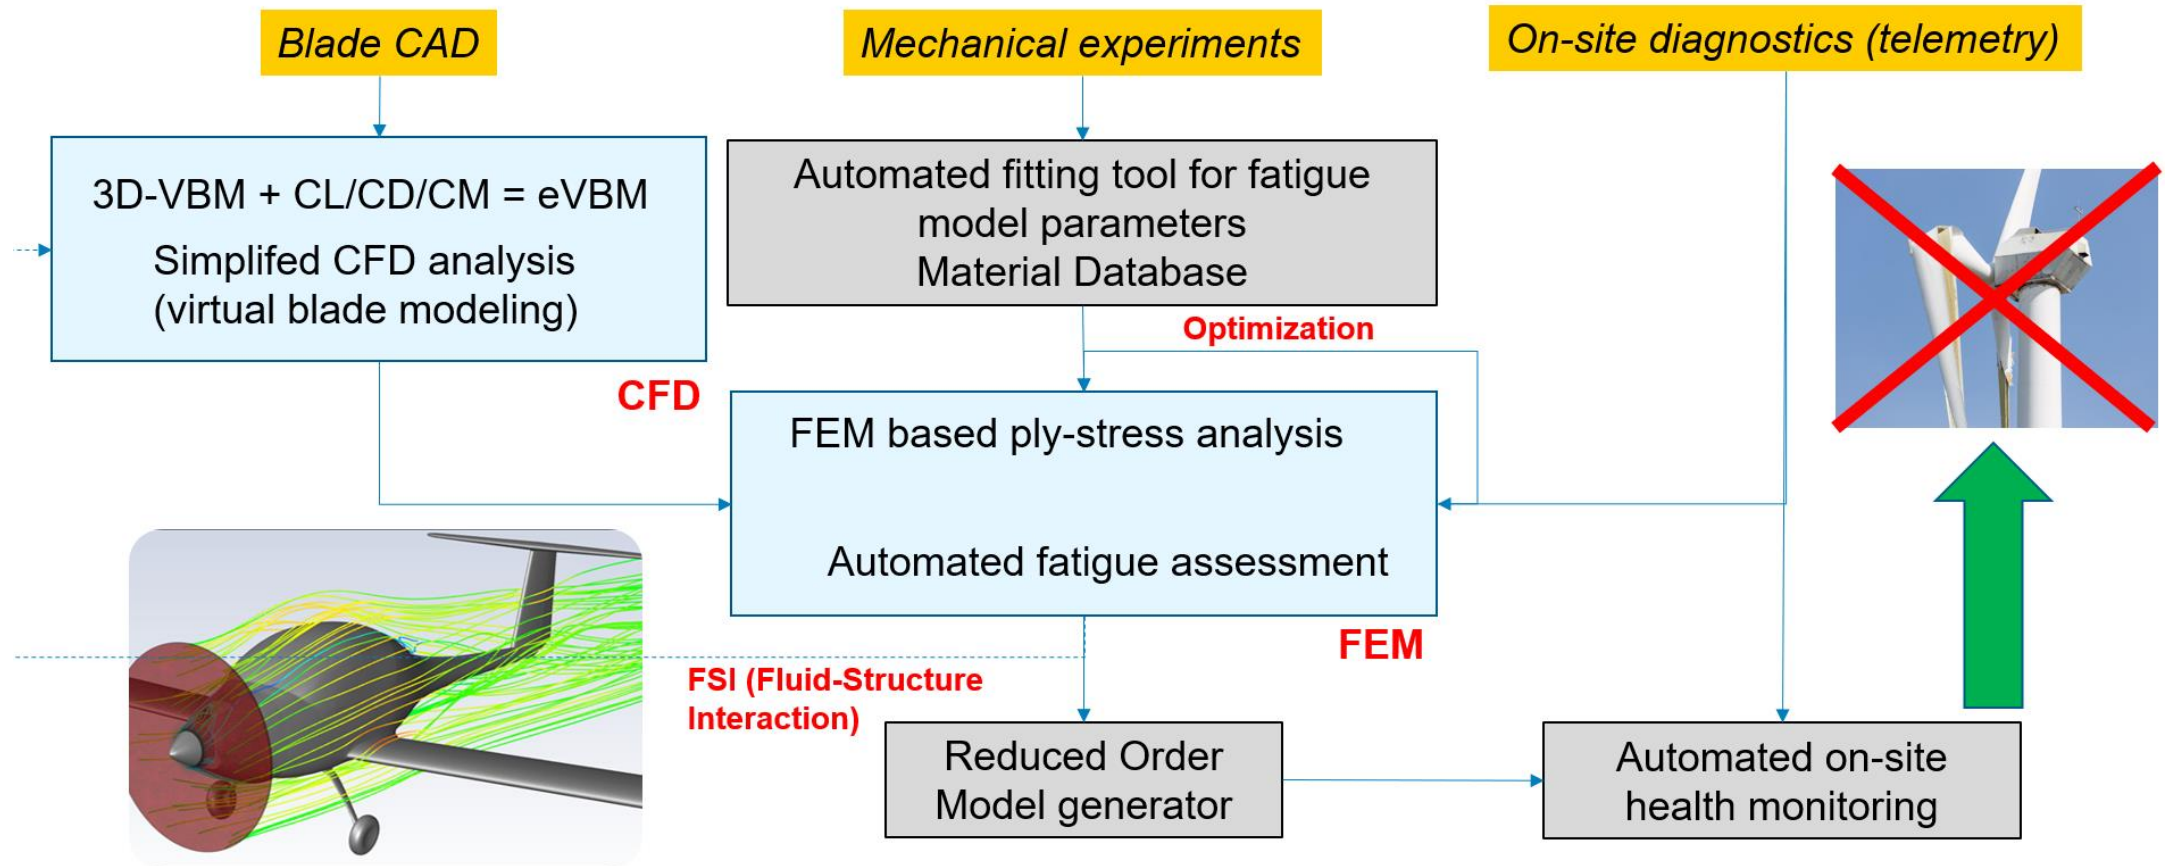 Blade CAD
Mechanical experiments
On-site diagnostics (telemetry)
3D-VBM + CL/CD/CM = eVBM
Simplifed CFD analysis
(virtual blade modeling)
Automated fitting tool for fatigue
model parameters
Material Database
Optimization
CFD
FEM based ply-stress analysis
Automated fatigue assessment
FEM
FSI (Fluid-Structure
Interaction)
Reduced Order
Model generator
Automated on-site
health monitoring